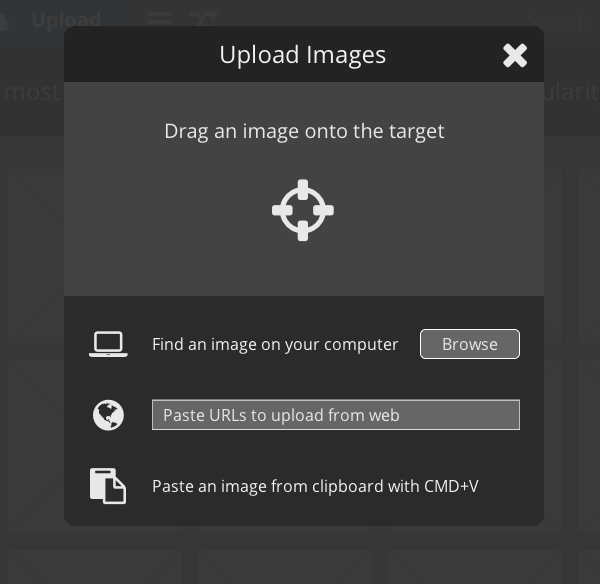 Upload
Search
Upload Images
most
ularit
Drag an image onto the target
Find an image on your computer
Browse
Paste URLs to upload from web
Paste an image from clipboard with CMD+V